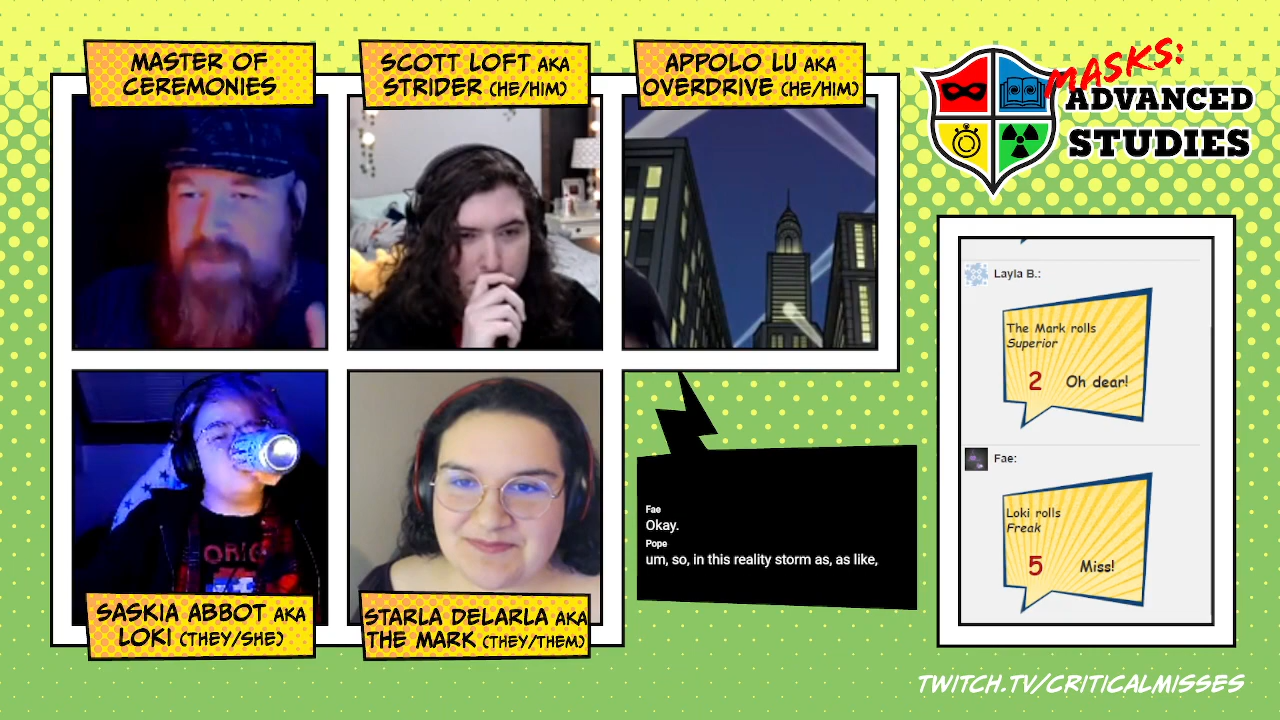 MASTER OF
CEREMONIES
SCOTT LOFT AKA
STRIDER (HE/HIM)
APPOLO LU AKA
OVERDRIVE (HE/HIM)
MASKS:
ADVANCED
STUDIES
Layla B.:
The Mark rolls
Superior
2 Oh dear!
Fae:
Loki rolls
Freak
5 Miss!
Fae
Okay.
Pope
um, so, in this reality storm as, as like,
ORIG
SASKIA ABBOT AKA
LOKI (THEY/SHE)
STARLA DELARLA AKA
THE MARK (THEY/THEM)
TWITCH.TV/CRITICALMISSES